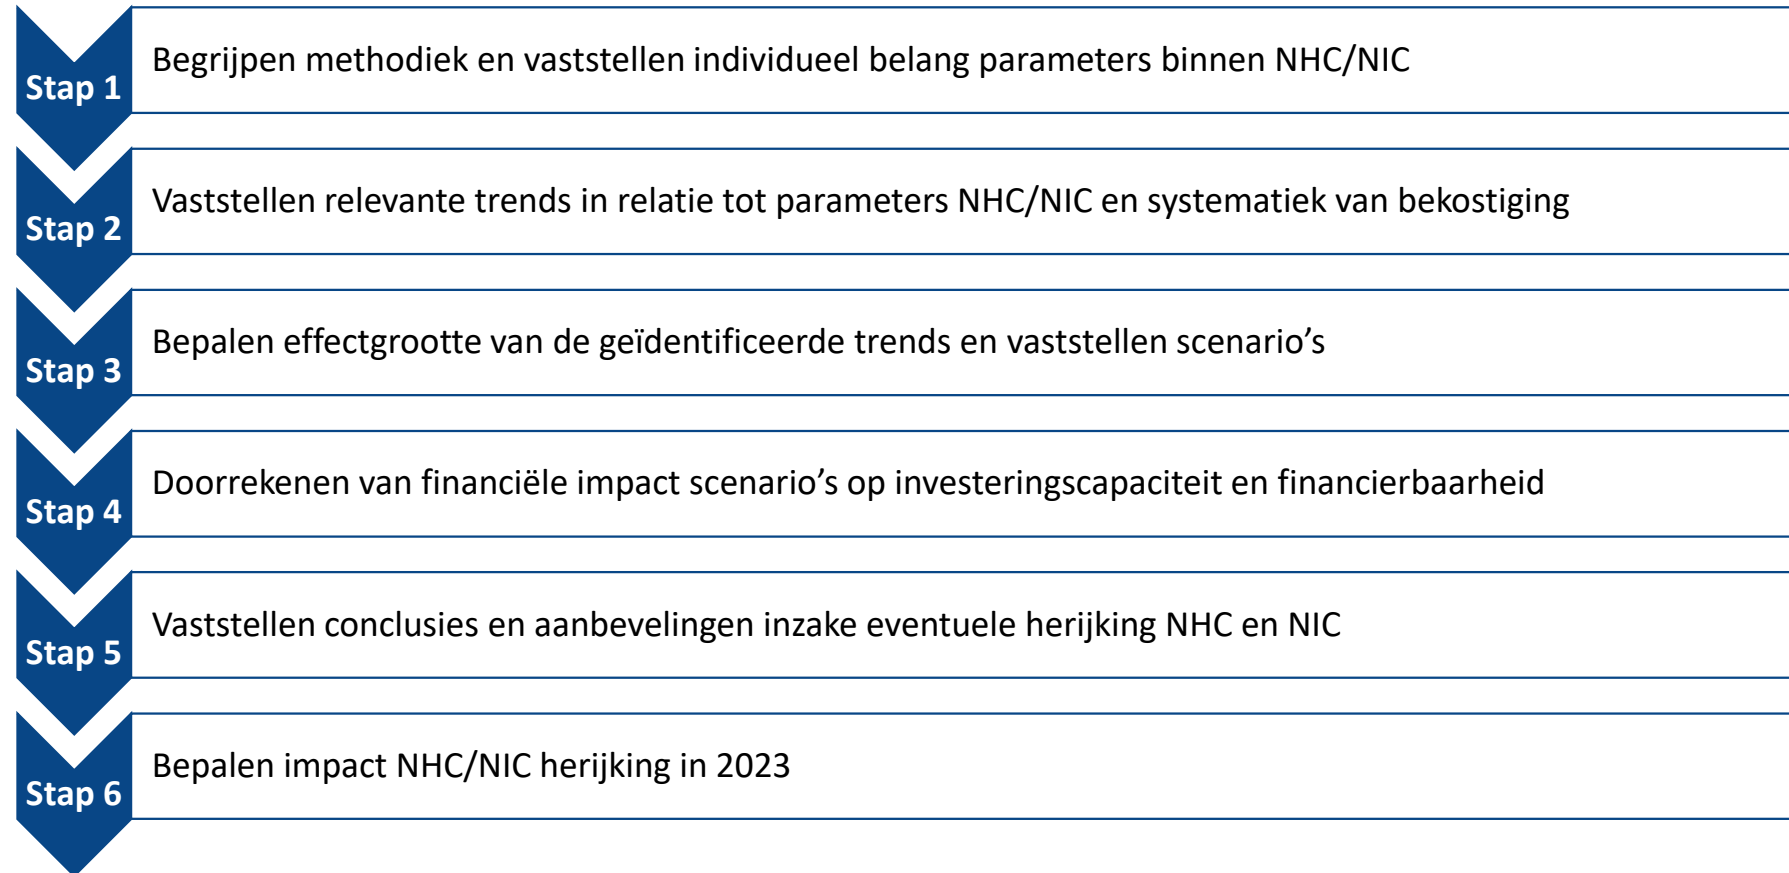 Stap 1
Begrijpen methodiek en vaststellen individueel belang parameters binnen NHC/NIC
Stap 2
Vaststellen relevante trends in relatie tot parameters NHC/NIC en systematiek van bekostiging
Stap 3
Bepalen effectgrootte van de geïdentificeerde trends en vaststellen scenario’s
Stap 4
Doorrekenen van financiële impact scenario’s op investeringscapaciteit en financierbaarheid
Stap 5
Vaststellen conclusies en aanbevelingen inzake eventuele herijking NHC en NIC
Stap 6
Bepalen impact NHC/NIC herijking in 2023